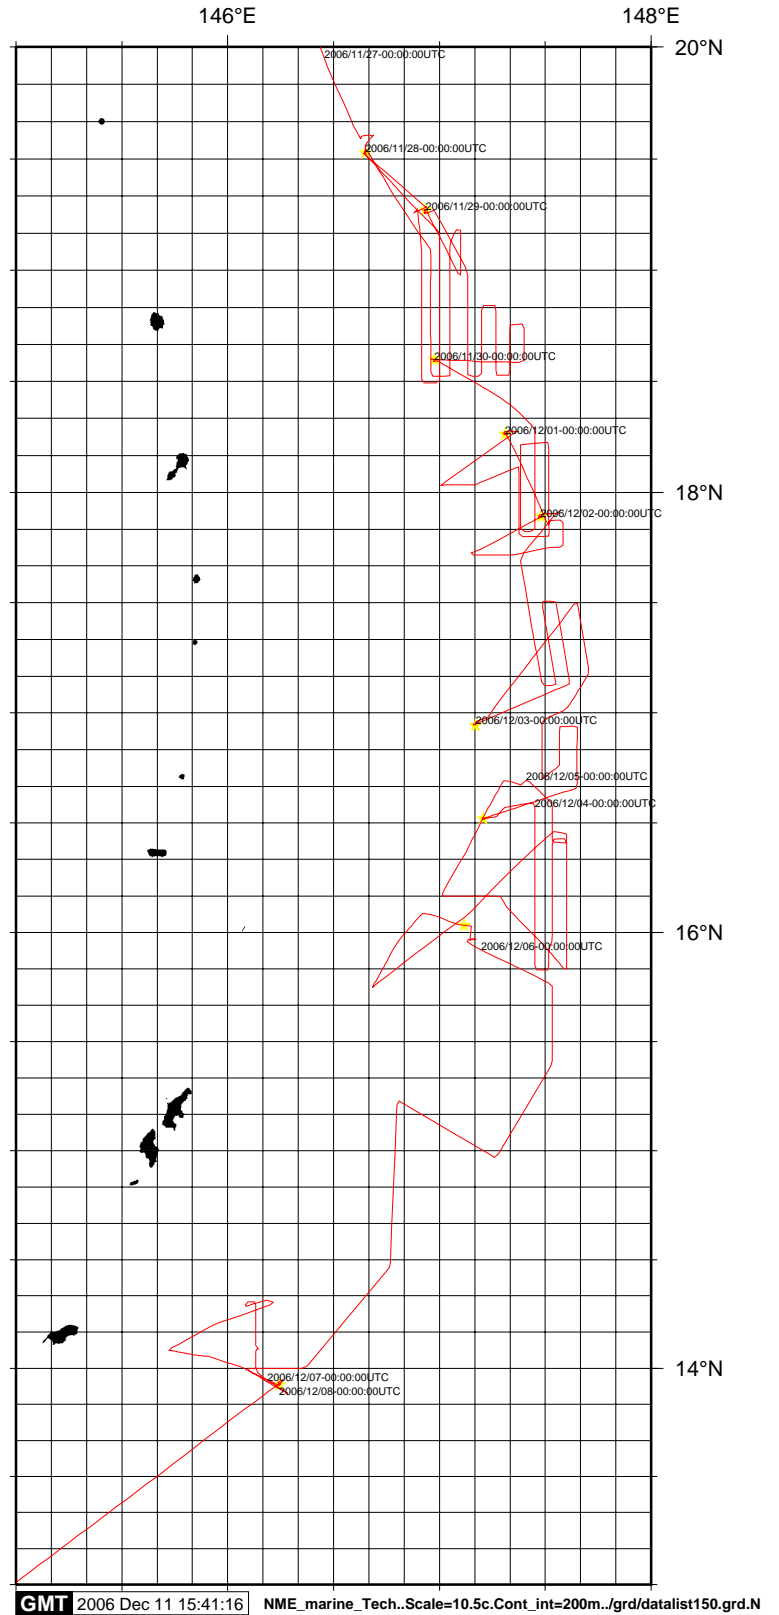 146°E 148°E
20°N
2006/11/27-00:00:00UTC
2006/11/28-00:00:00UTC
2006/11/29-00:00:00UTC
2006/11/30-00:00:00UTC
2006/12/01-00:00:00UTC
18°N
2006/12/02-00:00:00UTC
2006/12/03-00:00:00UTC
2006/12/05-00:00:00UTC
2006/12/04-00:00:00UTC
16°N
2006/12/06-00:00:00UTC
14°N
2006/12/07-00:00:00UTC
2006/12/08-00:00:00UTC
GMT 2006 Dec 11 15:41:16 NME_marine_Tech..Scale=10.5c.Cont_int=200m../grd/datalist150.grd.N